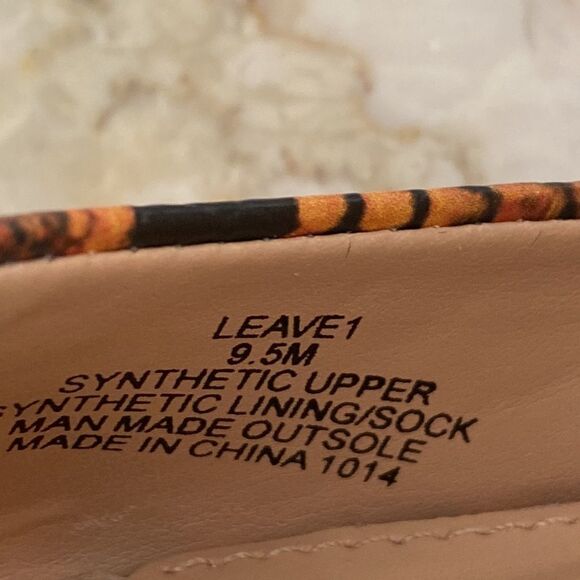 LEAVE1
9.5M
SYNTHETIC UPPER
SYNTHETIC LINING/SOCK
MAN MADE OUTSOLE
MADE IN CHINA 1014